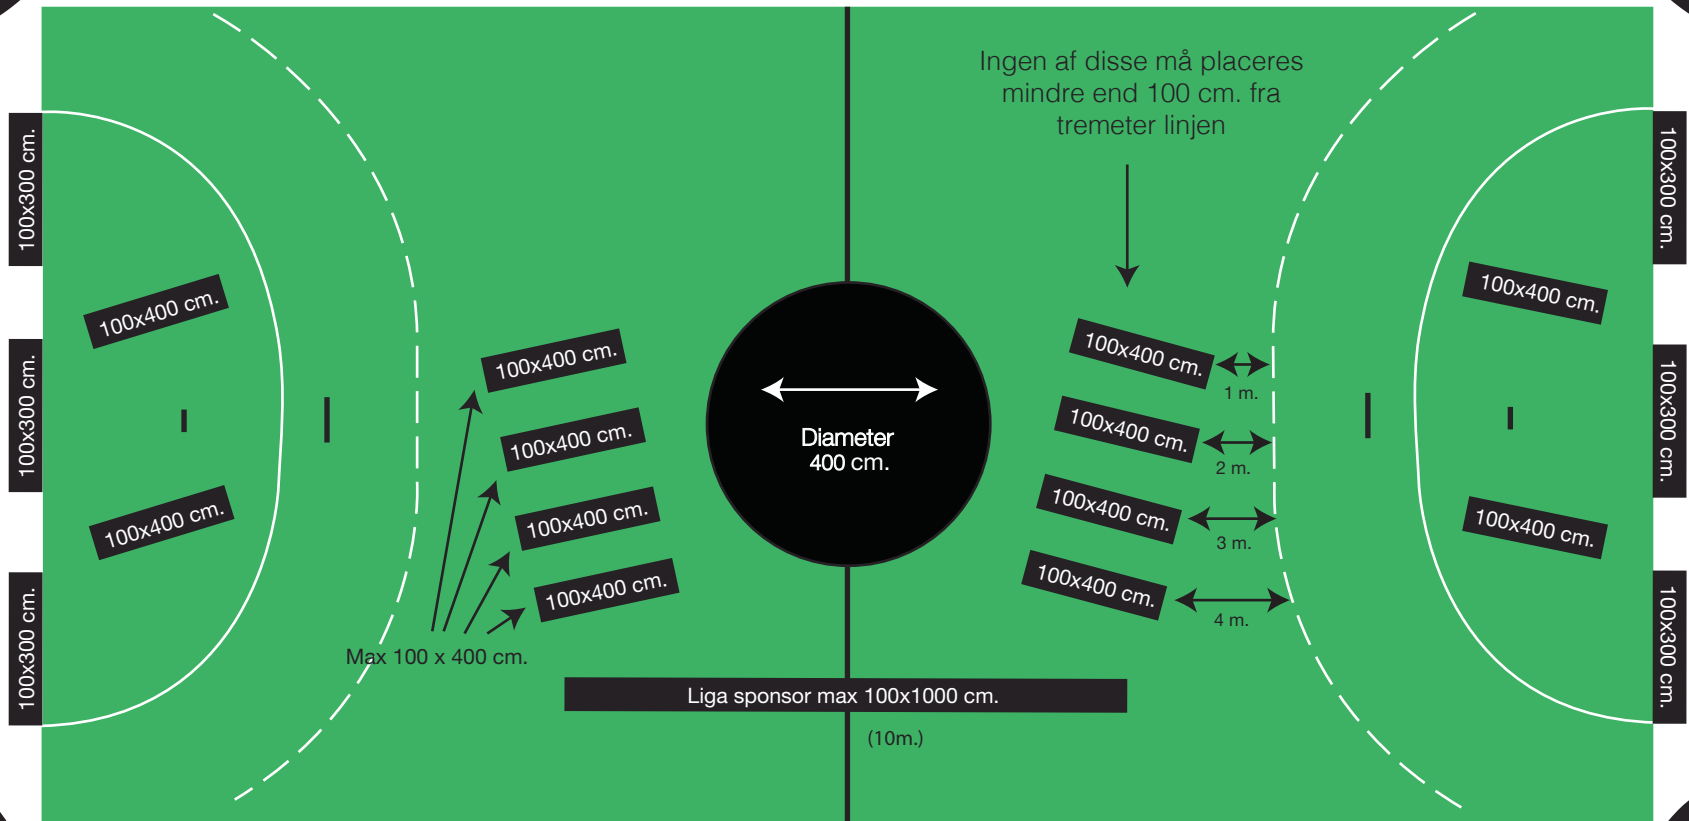 Ingen af disse må placeres
mindre end 100 cm. fra
tremeter linjen
100x300 cm.
100x300 cm.
100x300 cm.
100x400 cm.
100x400 cm.
100x400 cm.
100x400 cm.
100x400 cm.
100x400 cm.
Max 100 x 400 cm.
Diameter
400 cm.
Liga sponsor max 100x1000 cm.
(10m.)
100x400 cm.
1 m.
100x400 cm.
2 m.
100x400 cm.
3 m.
100x400 cm.
4 m.
100x400 cm.
100x400 cm.
100x300 cm.
100x300 cm.
100x300 cm.